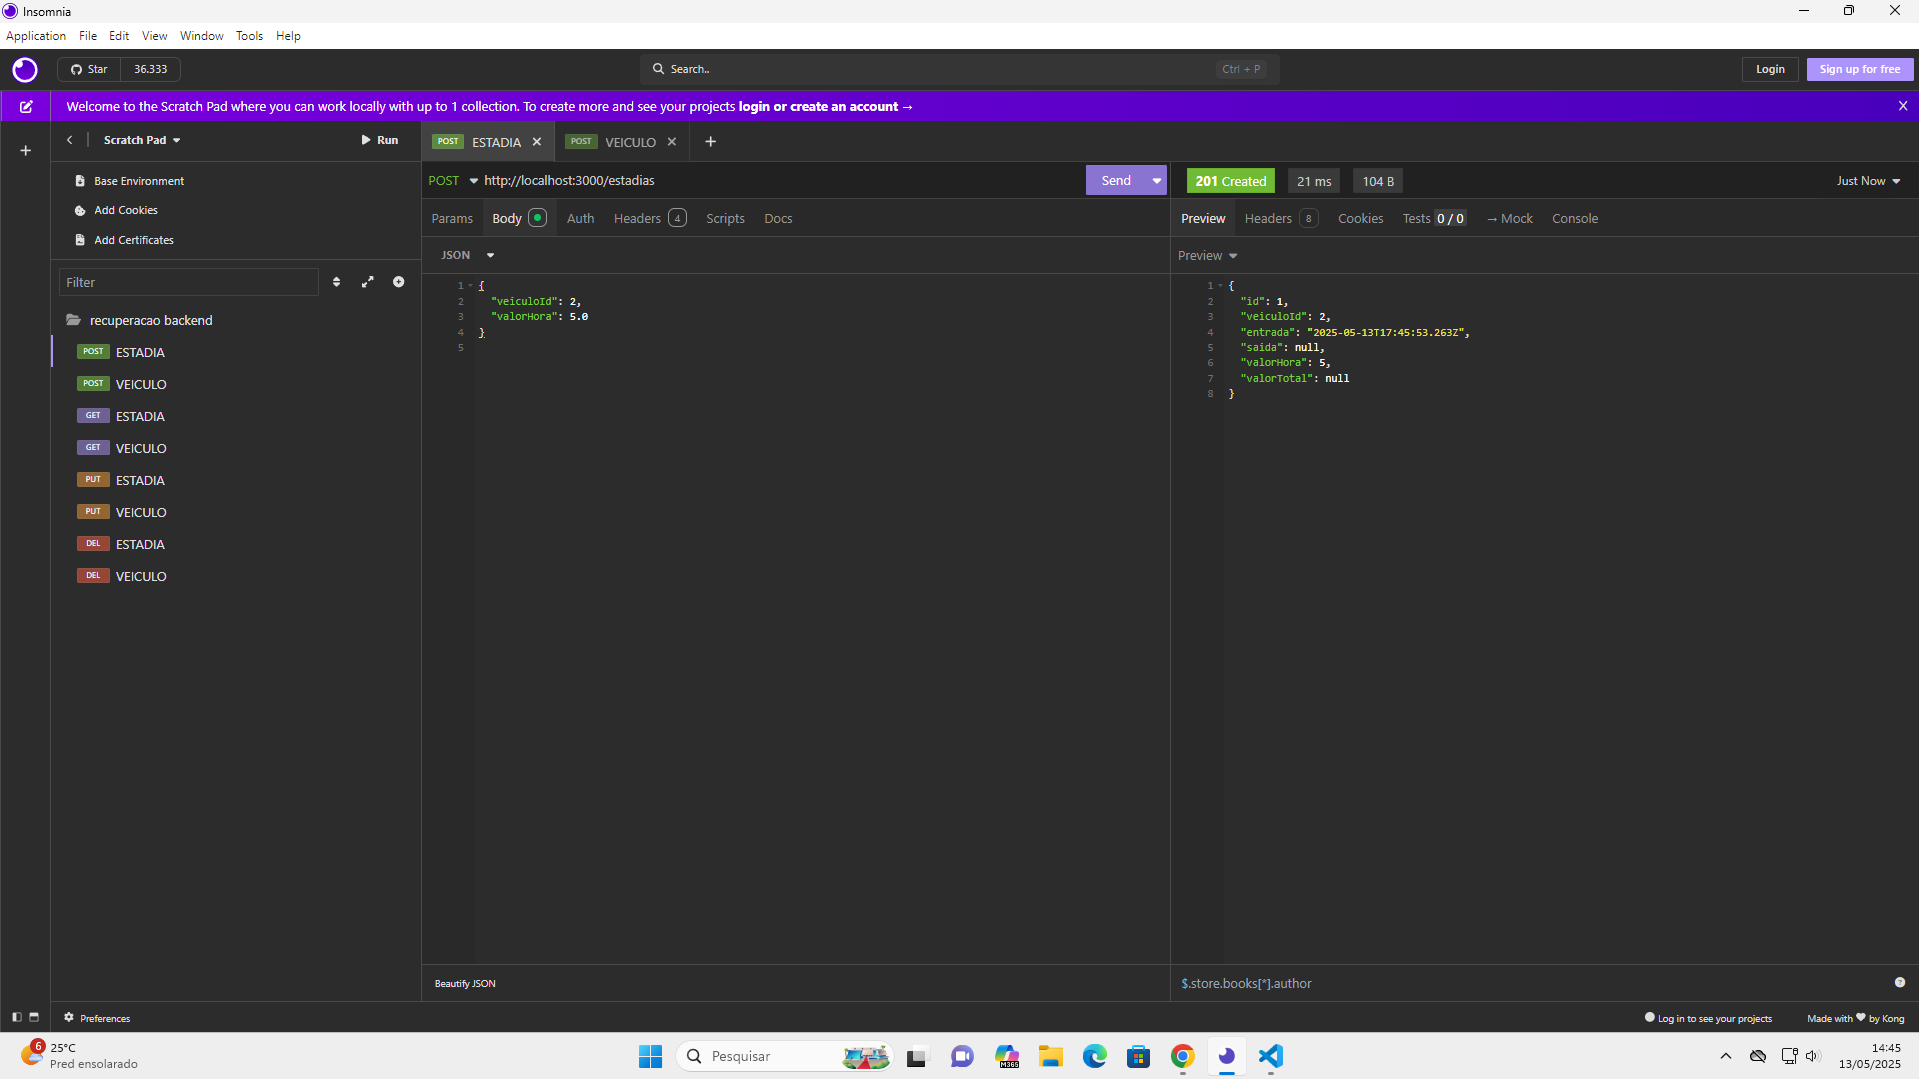 Insomnia
Application File Edit View Window Tools Help
Star 36.333
Search..
Ctrl + P
Login
Sign up for free
Welcome to the Scratch Pad where you can work locally with up to 1 collection. To create more and see your projects login or create an account →
Scratch Pad
Run
POST ESTADIA
POST VEICULO
Base Environment
Add Cookies
Add Certificates
Filter
recuperacao backend
POST ESTADIA
POST VEICULO
GET ESTADIA
GET VEICULO
PUT ESTADIA
PUT VEICULO
DEL ESTADIA
DEL VEICULO
POST http://localhost:3000/estadias
Send
Params Body Auth Headers 4 Scripts Docs
JSON
1 {
2 "veiculoId": 2,
3 "valorHora": 5.0
4 }
5
Beautify JSON
201 Created 21 ms 104 B
Just Now
Preview Headers 8 Cookies Tests 0 / 0 → Mock Console
Preview
1 {
2 "id": 1,
3 "veiculoId": 2,
4 "entrada": "2025-05-13T17:45:53.263Z",
5 "saida": null,
6 "valorHora": 5,
7 "valorTotal": null
8 }
$.store.books[*].author
Preferences
Log in to see your projects
Made with ♥ by Kong
6
25°C
Pred ensolarado
Pesquisar
M365
14:45
13/05/2025